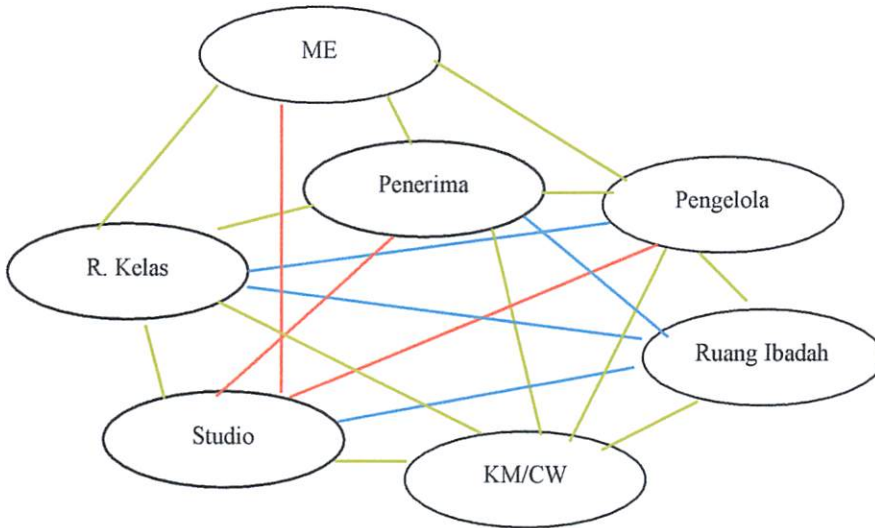 ME
Penerima
Pengelola
R. Kelas
Ruang Ibadah
Studio
KM/CW